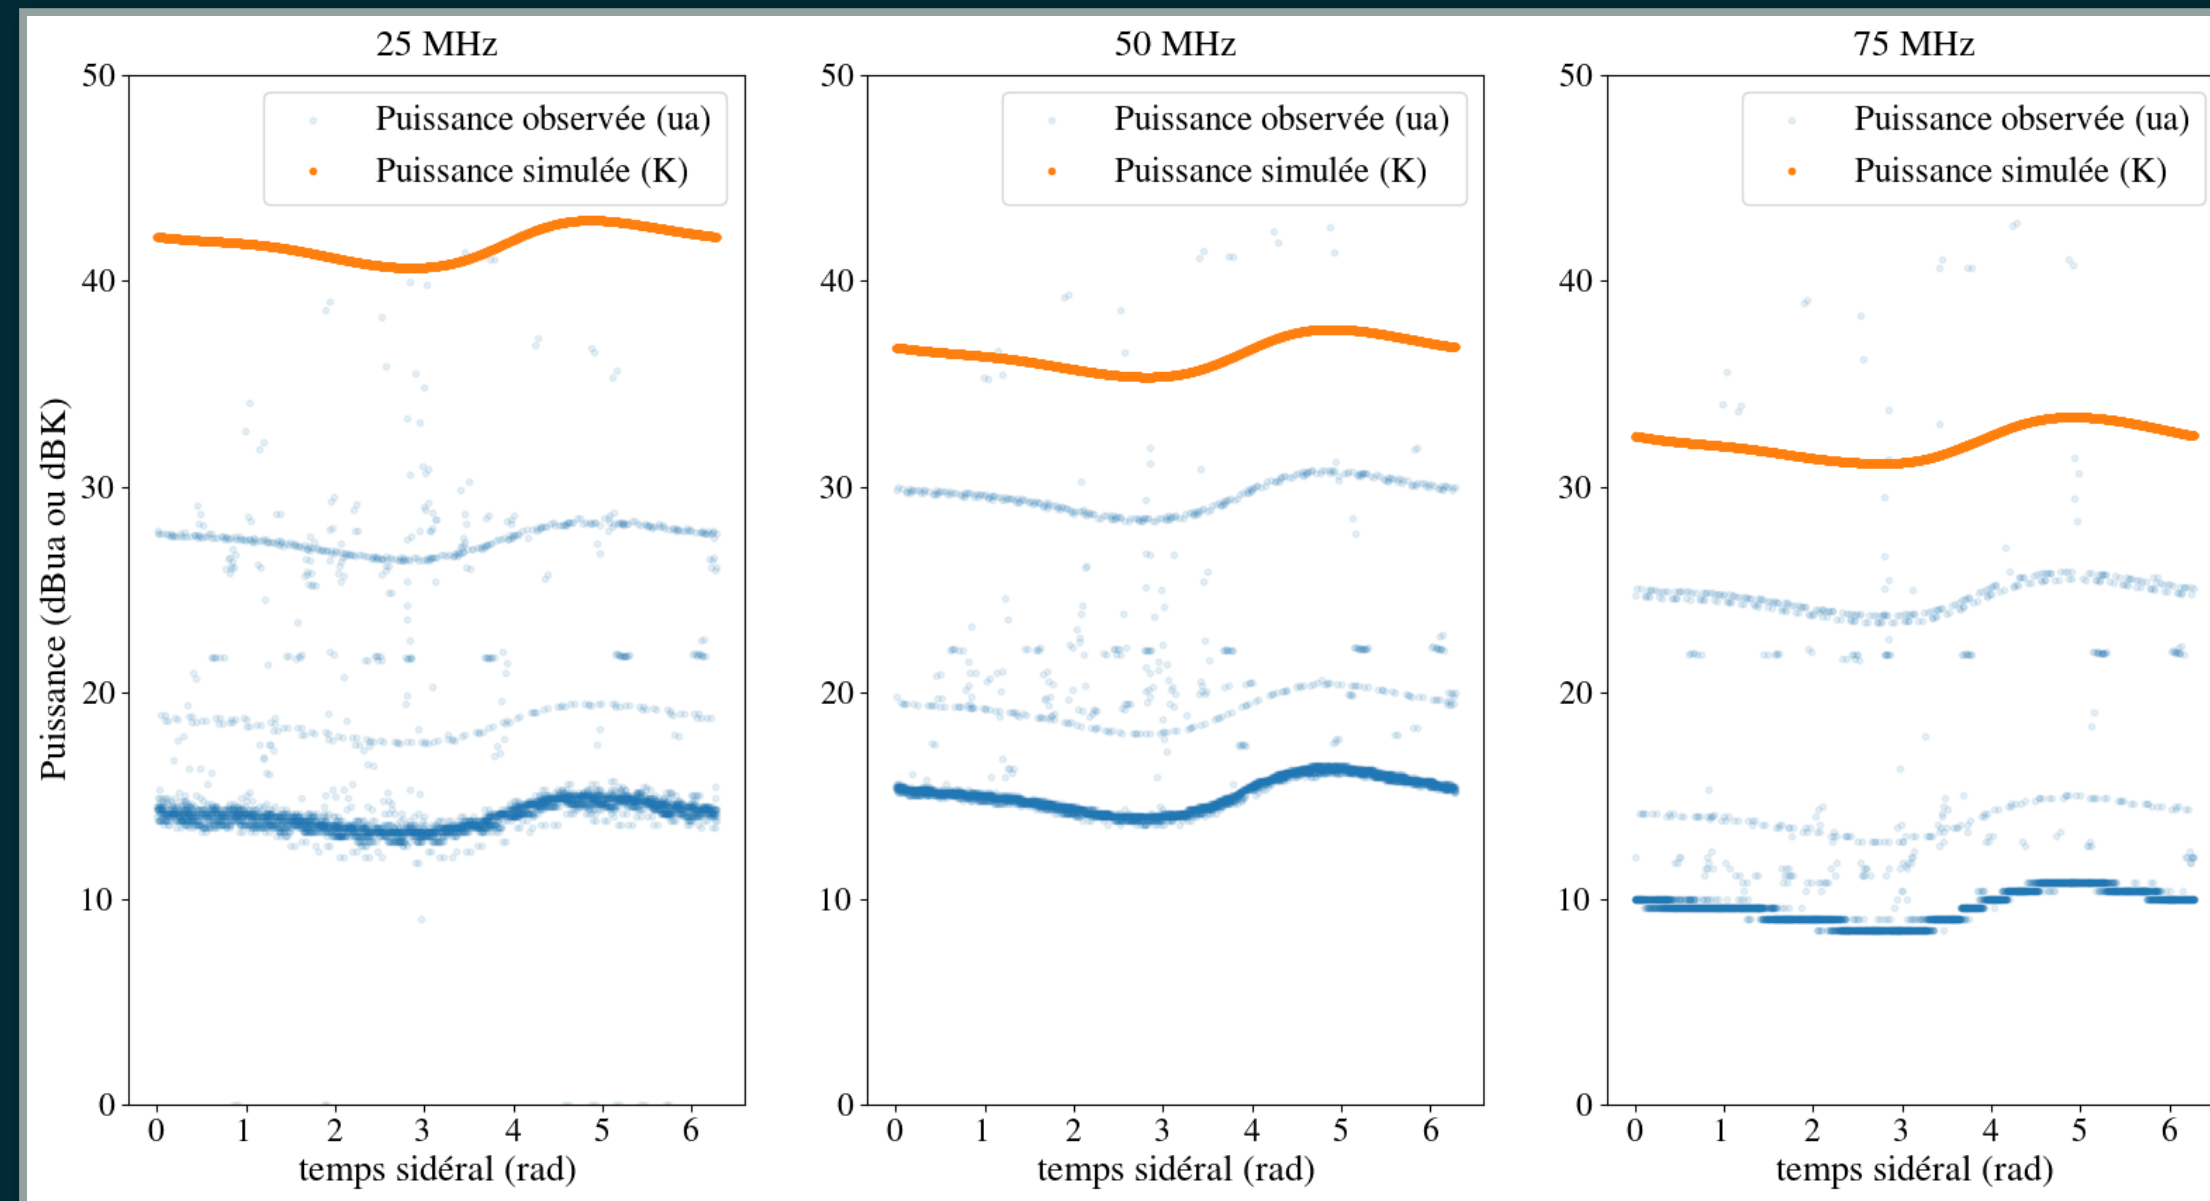 25 MHz
50 MHz
75 MHz
Puissance (dBua ou dBK)
50
40
30
20
10
0
Puissance observée (ua)
Puissance simulée (K)
0 1 2 3 4 5 6
temps sidéral (rad)
50
40
30
20
10
0
Puissance observée (ua)
Puissance simulée (K)
0 1 2 3 4 5 6
temps sidéral (rad)
50
40
30
20
10
0
Puissance observée (ua)
Puissance simulée (K)
0 1 2 3 4 5 6
temps sidéral (rad)